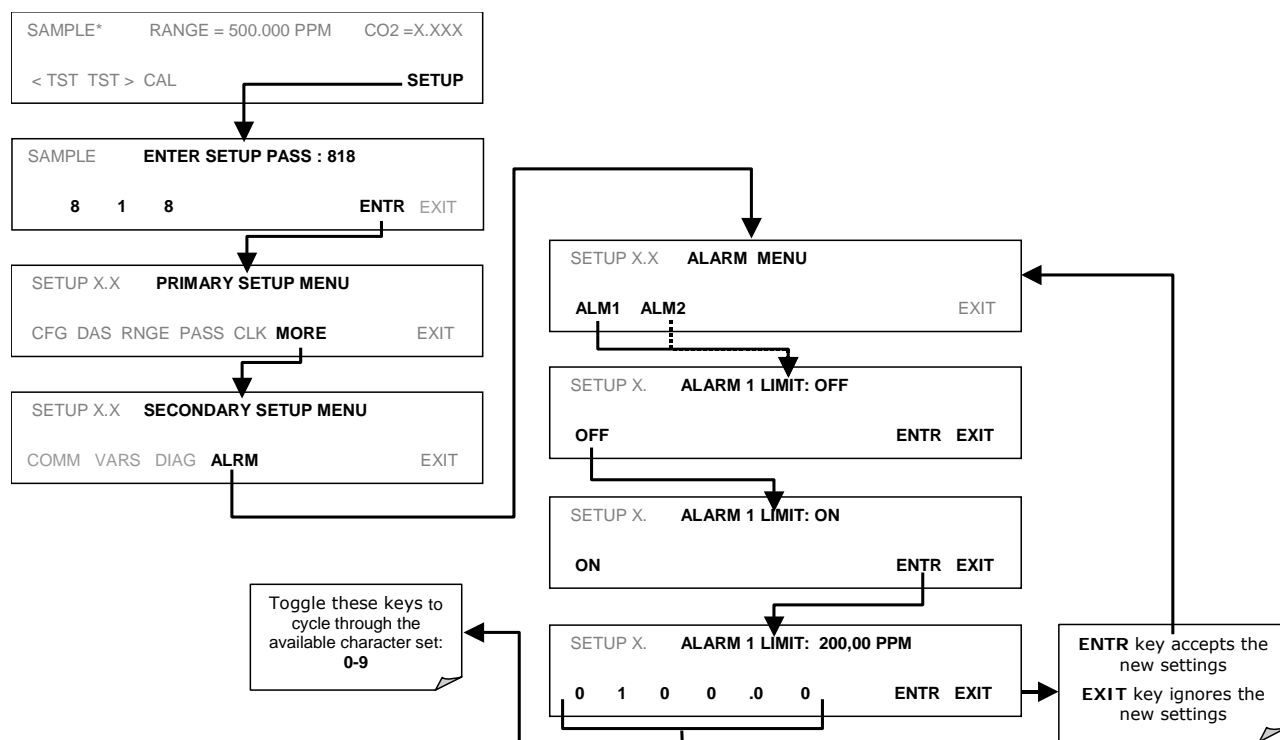 SAMPLE* RANGE = 500.000 PPM CO2 =X.XXX
< TST TST > CAL SETUP
SAMPLE ENTER SETUP PASS : 818
8 1 8 ENTR EXIT
SETUP X.X PRIMARY SETUP MENU
CFG DAS RNGE PASS CLK MORE EXIT
SETUP X.X SECONDARY SETUP MENU
COMM VARS DIAG ALRM EXIT
SETUP X.X ALARM MENU
ALM1 ALM2 EXIT
SETUP X. ALARM 1 LIMIT: OFF
OFF ENTR EXIT
SETUP X. ALARM 1 LIMIT: ON
ON ENTR EXIT
SETUP X. ALARM 1 LIMIT: 200,00 PPM
0 1 0 0 .0 0 ENTR EXIT
Toggle these keys to
cycle through the
available character set:
0-9
ENTR key accepts the
new settings
EXIT key ignores the
new settings